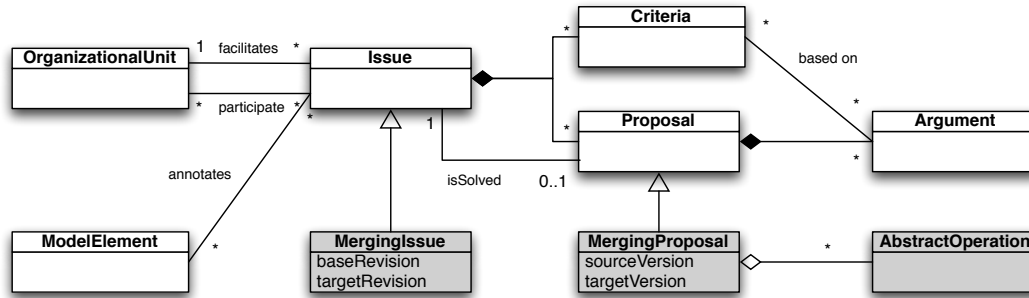 Criteria
*
*
OrganizationalUnit
1
facilitates
*
Issue
based on
*
participate
*
*
1
*
Proposal
*
Argument
*
annotates
isSolved
0..1
*
ModelElement
MergingIssue
baseRevision
targetRevision
MergingProposal
sourceVersion
targetVersion
*
AbstractOperation